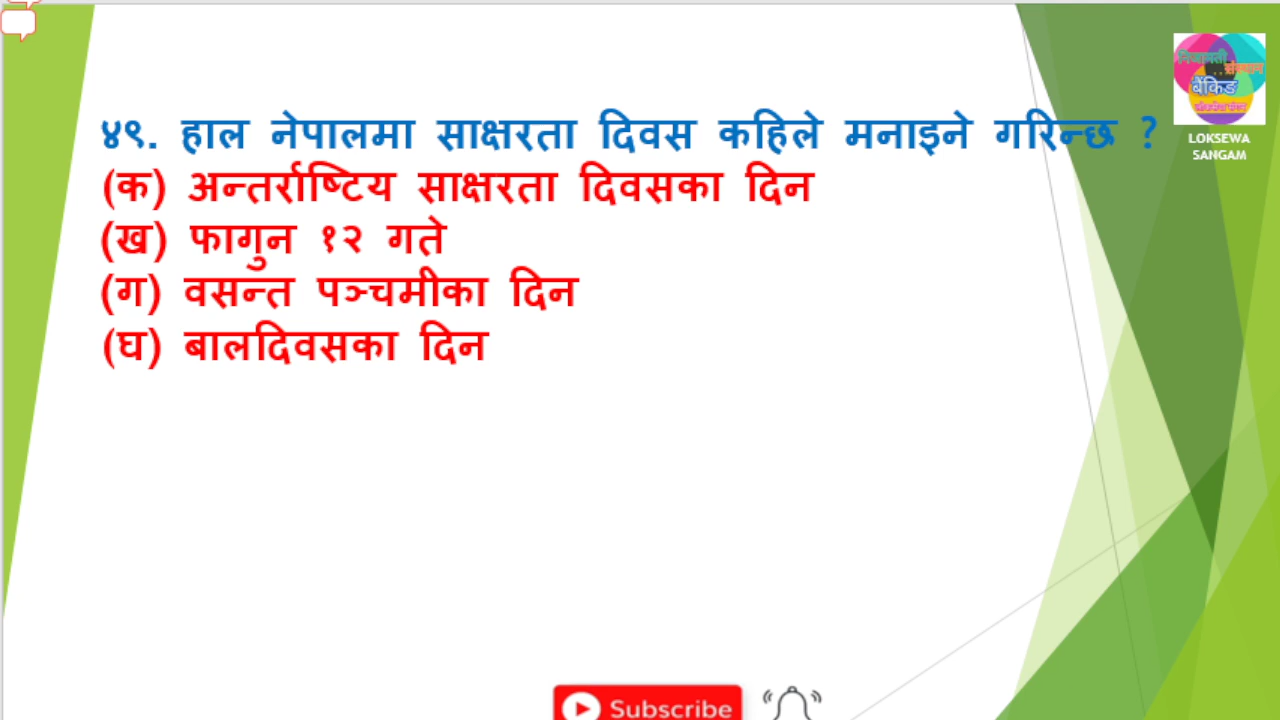 ४९. हाल नेपालमा साक्षरता दिवस कहिले मनाइने गरिन्छ ?
(क) अन्तर्राष्टिय साक्षरता दिवसका दिन
(ख) फागुन १२ गते
(ग) वसन्त पञ्चमीका दिन
(घ) बालदिवसका दिन
निजामती
संस्थान
बैंकिङ
LOKSEWA
SANGAM
Subscribe